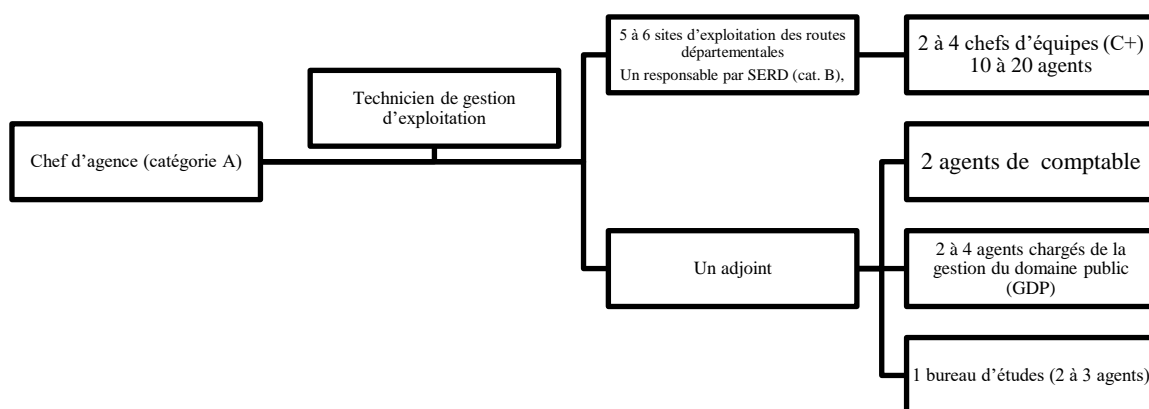 Chef d’agence (catégorie A)
Technicien de gestion
d’exploitation
5 à 6 sites d’exploitation des routes
départementales
Un responsable par SERD (cat. B),
2 à 4 chefs d’équipes (C+)
10 à 20 agents
Un adjoint
2 agents de comptable
2 à 4 agents chargés de la
gestion du domaine public
(GDP)
1 bureau d’études (2 à 3 agents)